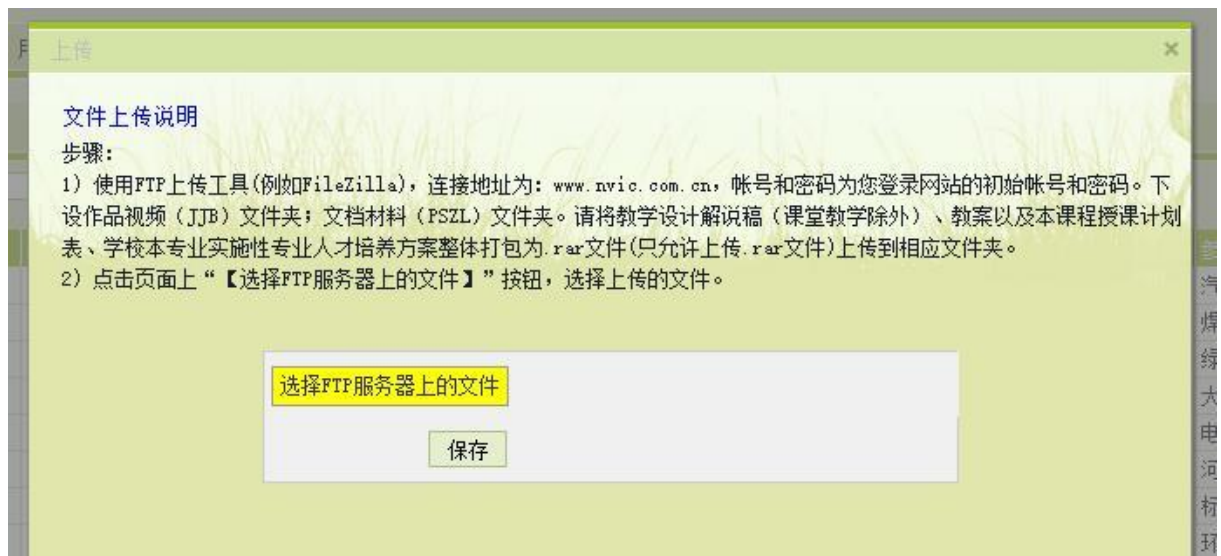 上传
×
文件上传说明
步骤：
1) 使用FTP上传工具(例如FileZilla)，连接地址为：www.nvic.com.cn，帐号和密码为您登录网站的初始帐号和密码。下
设作品视频（JJB）文件夹；文档材料（PSZL）文件夹。请将教学设计解说稿（课堂教学除外）、教案以及本课程授课计划
表、学校本专业实施性专业人才培养方案整体打包为.rar文件(只允许上传.rar文件)上传到相应文件夹。
2) 点击页面上“【选择FTP服务器上的文件】”按钮，选择上传的文件。
选择FTP服务器上的文件
保存
大
电
河
标
环